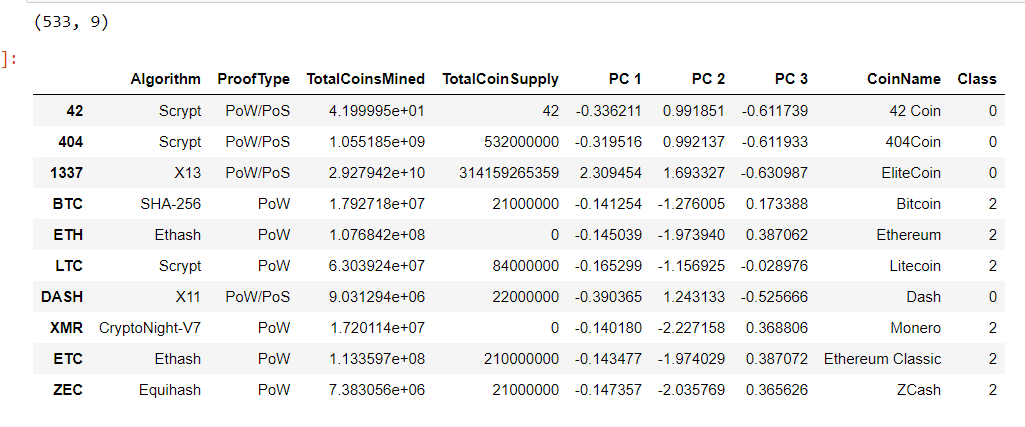 (533, 9)
]:
Algorithm ProofType TotalCoinsMined TotalCoinSupply PC 1 PC 2 PC 3 CoinName Class
42 Scrypt PoW/PoS 4.199995e+01 42 -0.336211 0.991851 -0.611739 42 Coin 0
404 Scrypt PoW/PoS 1.055185e+09 532000000 -0.319516 0.992137 -0.611933 404Coin 0
1337 X13 PoW/PoS 2.927942e+10 314159265359 2.309454 1.693327 -0.630987 EliteCoin 0
BTC SHA-256 PoW 1.792718e+07 21000000 -0.141254 -1.276005 0.173388 Bitcoin 2
ETH Ethash PoW 1.076842e+08 0 -0.145039 -1.973940 0.387062 Ethereum 2
LTC Scrypt PoW 6.303924e+07 84000000 -0.165299 -1.156925 -0.028976 Litecoin 2
DASH X11 PoW/PoS 9.031294e+06 22000000 -0.390365 1.243133 -0.525666 Dash 0
XMR CryptoNight-V7 PoW 1.720114e+07 0 -0.140180 -2.227158 0.368806 Monero 2
ETC Ethash PoW 1.133597e+08 210000000 -0.143477 -1.974029 0.387072 Ethereum Classic 2
ZEC Equihash PoW 7.383056e+06 21000000 -0.147357 -2.035769 0.365626 ZCash 2